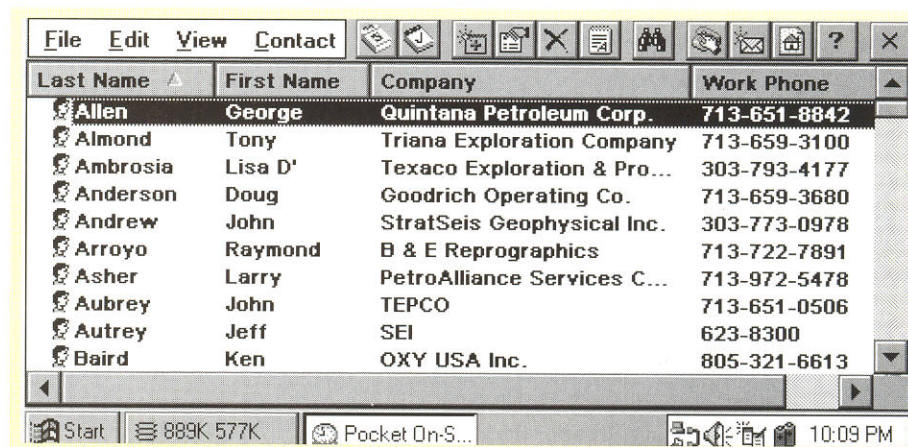 File Edit View Contact ?
Last Name First Name Company Work Phone
Allen George Quintana Petroleum Corp. 713-651-8842
Almond Tony Triana Exploration Company 713-659-3100
Ambrosia Lisa D' Texaco Exploration & Pro... 303-793-4177
Anderson Doug Goodrich Operating Co. 713-659-3680
Andrew John StratSeis Geophysical Inc. 303-773-0978
Arroyo Raymond B & E Reprographics 713-722-7891
Asher Larry PetroAlliance Services C... 713-972-5478
Aubrey John TEPCO 713-651-0506
Autrey Jeff SEI 623-8300
Baird Ken OXY USA Inc. 805-321-6613
Start 889K 577K Pocket On-S... 10:09 PM